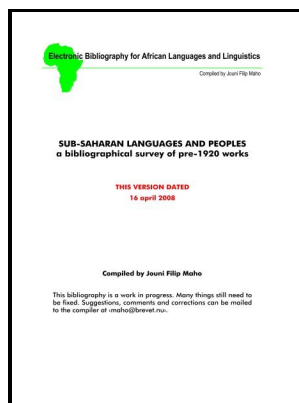 Electronic Bibliography for African Languages and Linguistics
Compiled by Jouni Filip Maho
SUB-SAHARAN LANGUAGES AND PEOPLES
a bibliographical survey of pre-1920 works
THIS VERSION DATED
16 april 2008
Compiled by Jouni Filip Maho
This bibliography is a work in progress. Many things still need to
be fixed. Suggestions, comments and corrections can be mailed
to the compiler at ‹maho@brevet.nu›.